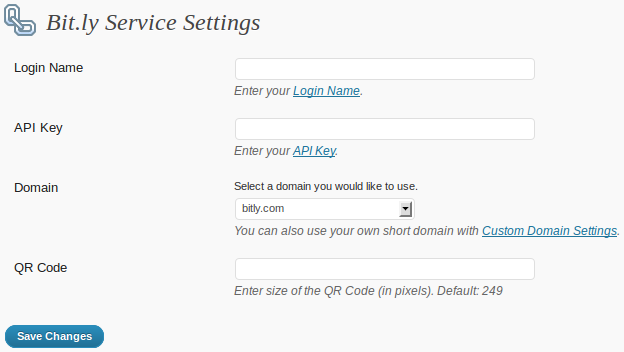 Bit.ly Service Settings
Login Name
Enter your Login Name.
API Key
Enter your API Key.
Domain
Select a domain you would like to use.
bitly.com
You can also use your own short domain with Custom Domain Settings.
QR Code
Enter size of the QR Code (in pixels). Default: 249
Save Changes